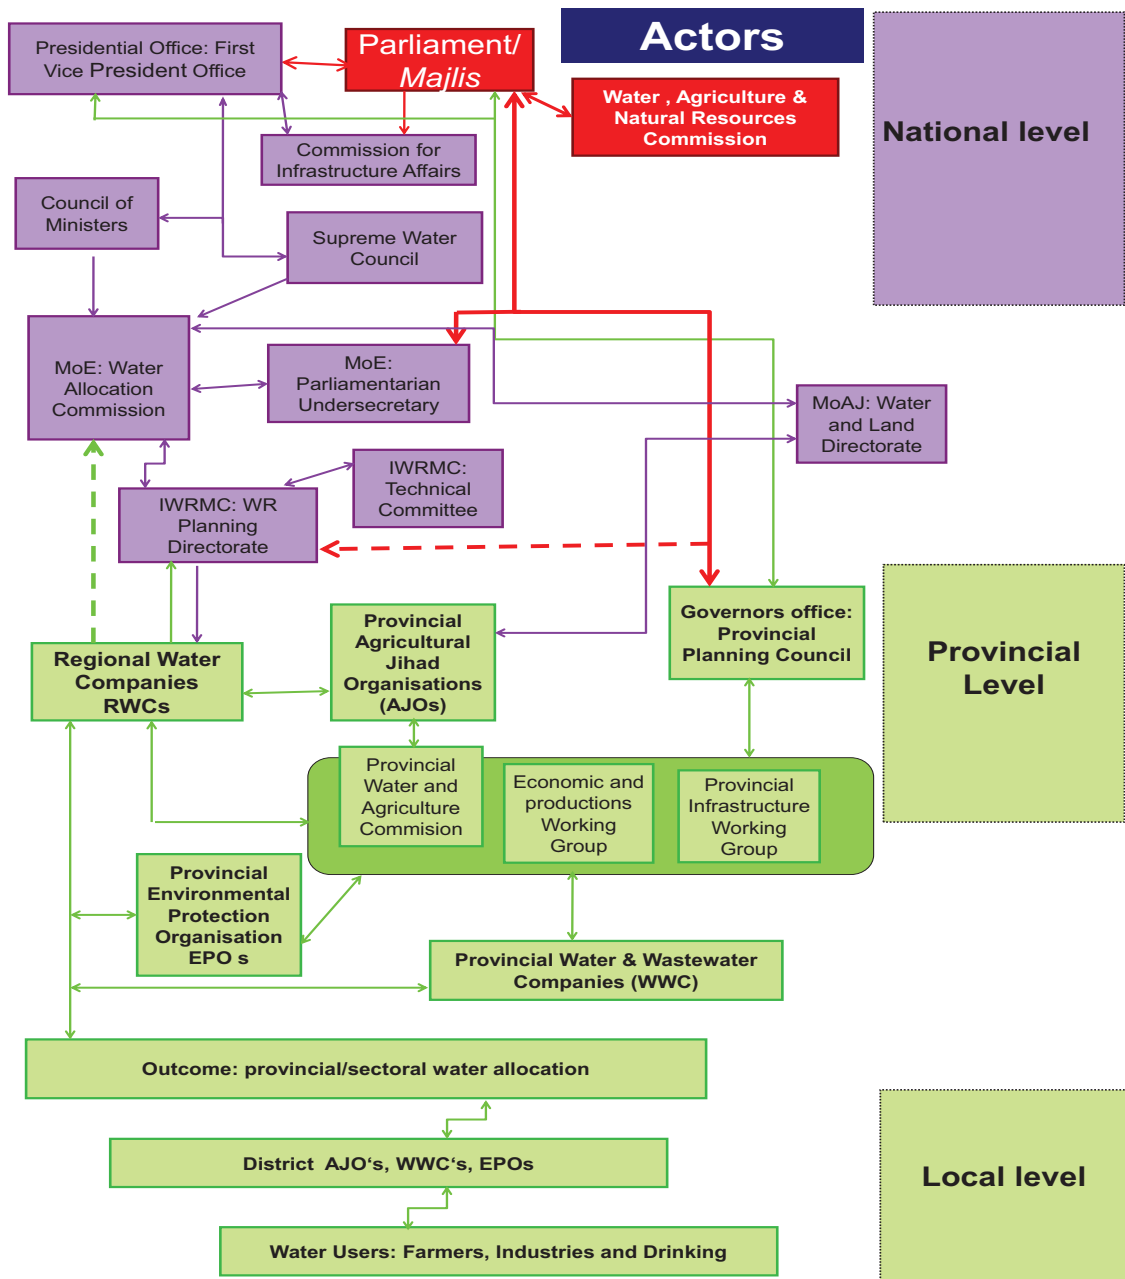 Actors
Presidential Office: First
Vice President Office
Parliament/
Majlis
Water , Agriculture &
Natural Resources
Commission
National level
Commission for
Infrastructure Affairs
Council of
Ministers
Supreme Water
Council
MoE: Water
Allocation
Commission
MoE:
Parliamentarian
Undersecretary
MoAJ: Water
and Land
Directorate
IWRMC:
Technical
Committee
IWRMC: WR
Planning
Directorate
Governors office:
Provincial
Planning Council
Provincial
Agricultural
Jihad
Organisations
(AJOs)
Regional Water
Companies
RWCs
Provincial
Level
Provincial
Water and
Agriculture
Commision
Economic and
productions
Working
Group
Provincial
Infrastructure
Working
Group
Provincial
Environmental
Protection
Organisation
EPO s
Provincial Water & Wastewater
Companies (WWC)
Outcome: provincial/sectoral water allocation
District  AJO‘s, WWC‘s, EPOs
Local level
Water Users: Farmers, Industries and Drinking